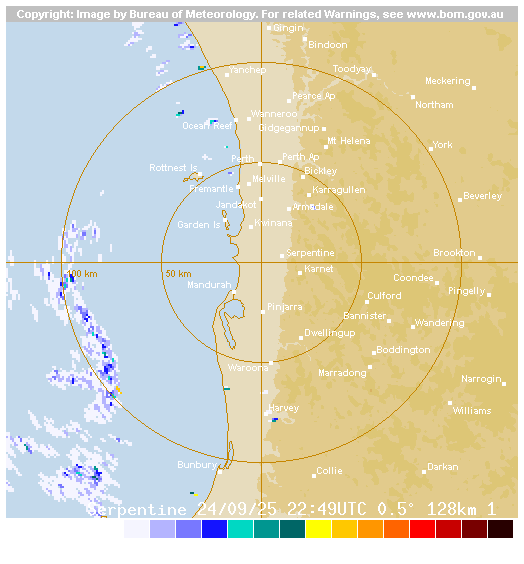 Copyright: Image by Bureau of Meteorology. For related Warnings, see www.bom.gov.au
Gingin
Bindoon
Yanchep
Toodyay
Meckering
Pearce Ap
Northam
Wanneroo
Ocean Reef
Gidgegannup
Mt Helena
York
Perth
Perth Ap
Rottnest Is
Bickley
Melville
Fremantle
Karragullen
Beverley
Jandakot
Armadale
Garden Is
Kwinana
Serpentine
Brookton
100 km
50 km
Karnet
Coondee
Mandurah
Pingelly
Culford
Pinjarra
Bannister
Wandering
Dwellingup
Boddington
Waroona
Marradong
Narrogin
Harvey
Williams
Bunbury
Collie
Darkan
Serpentine 24/09/25 22:49UTC 0.5° 128km 1